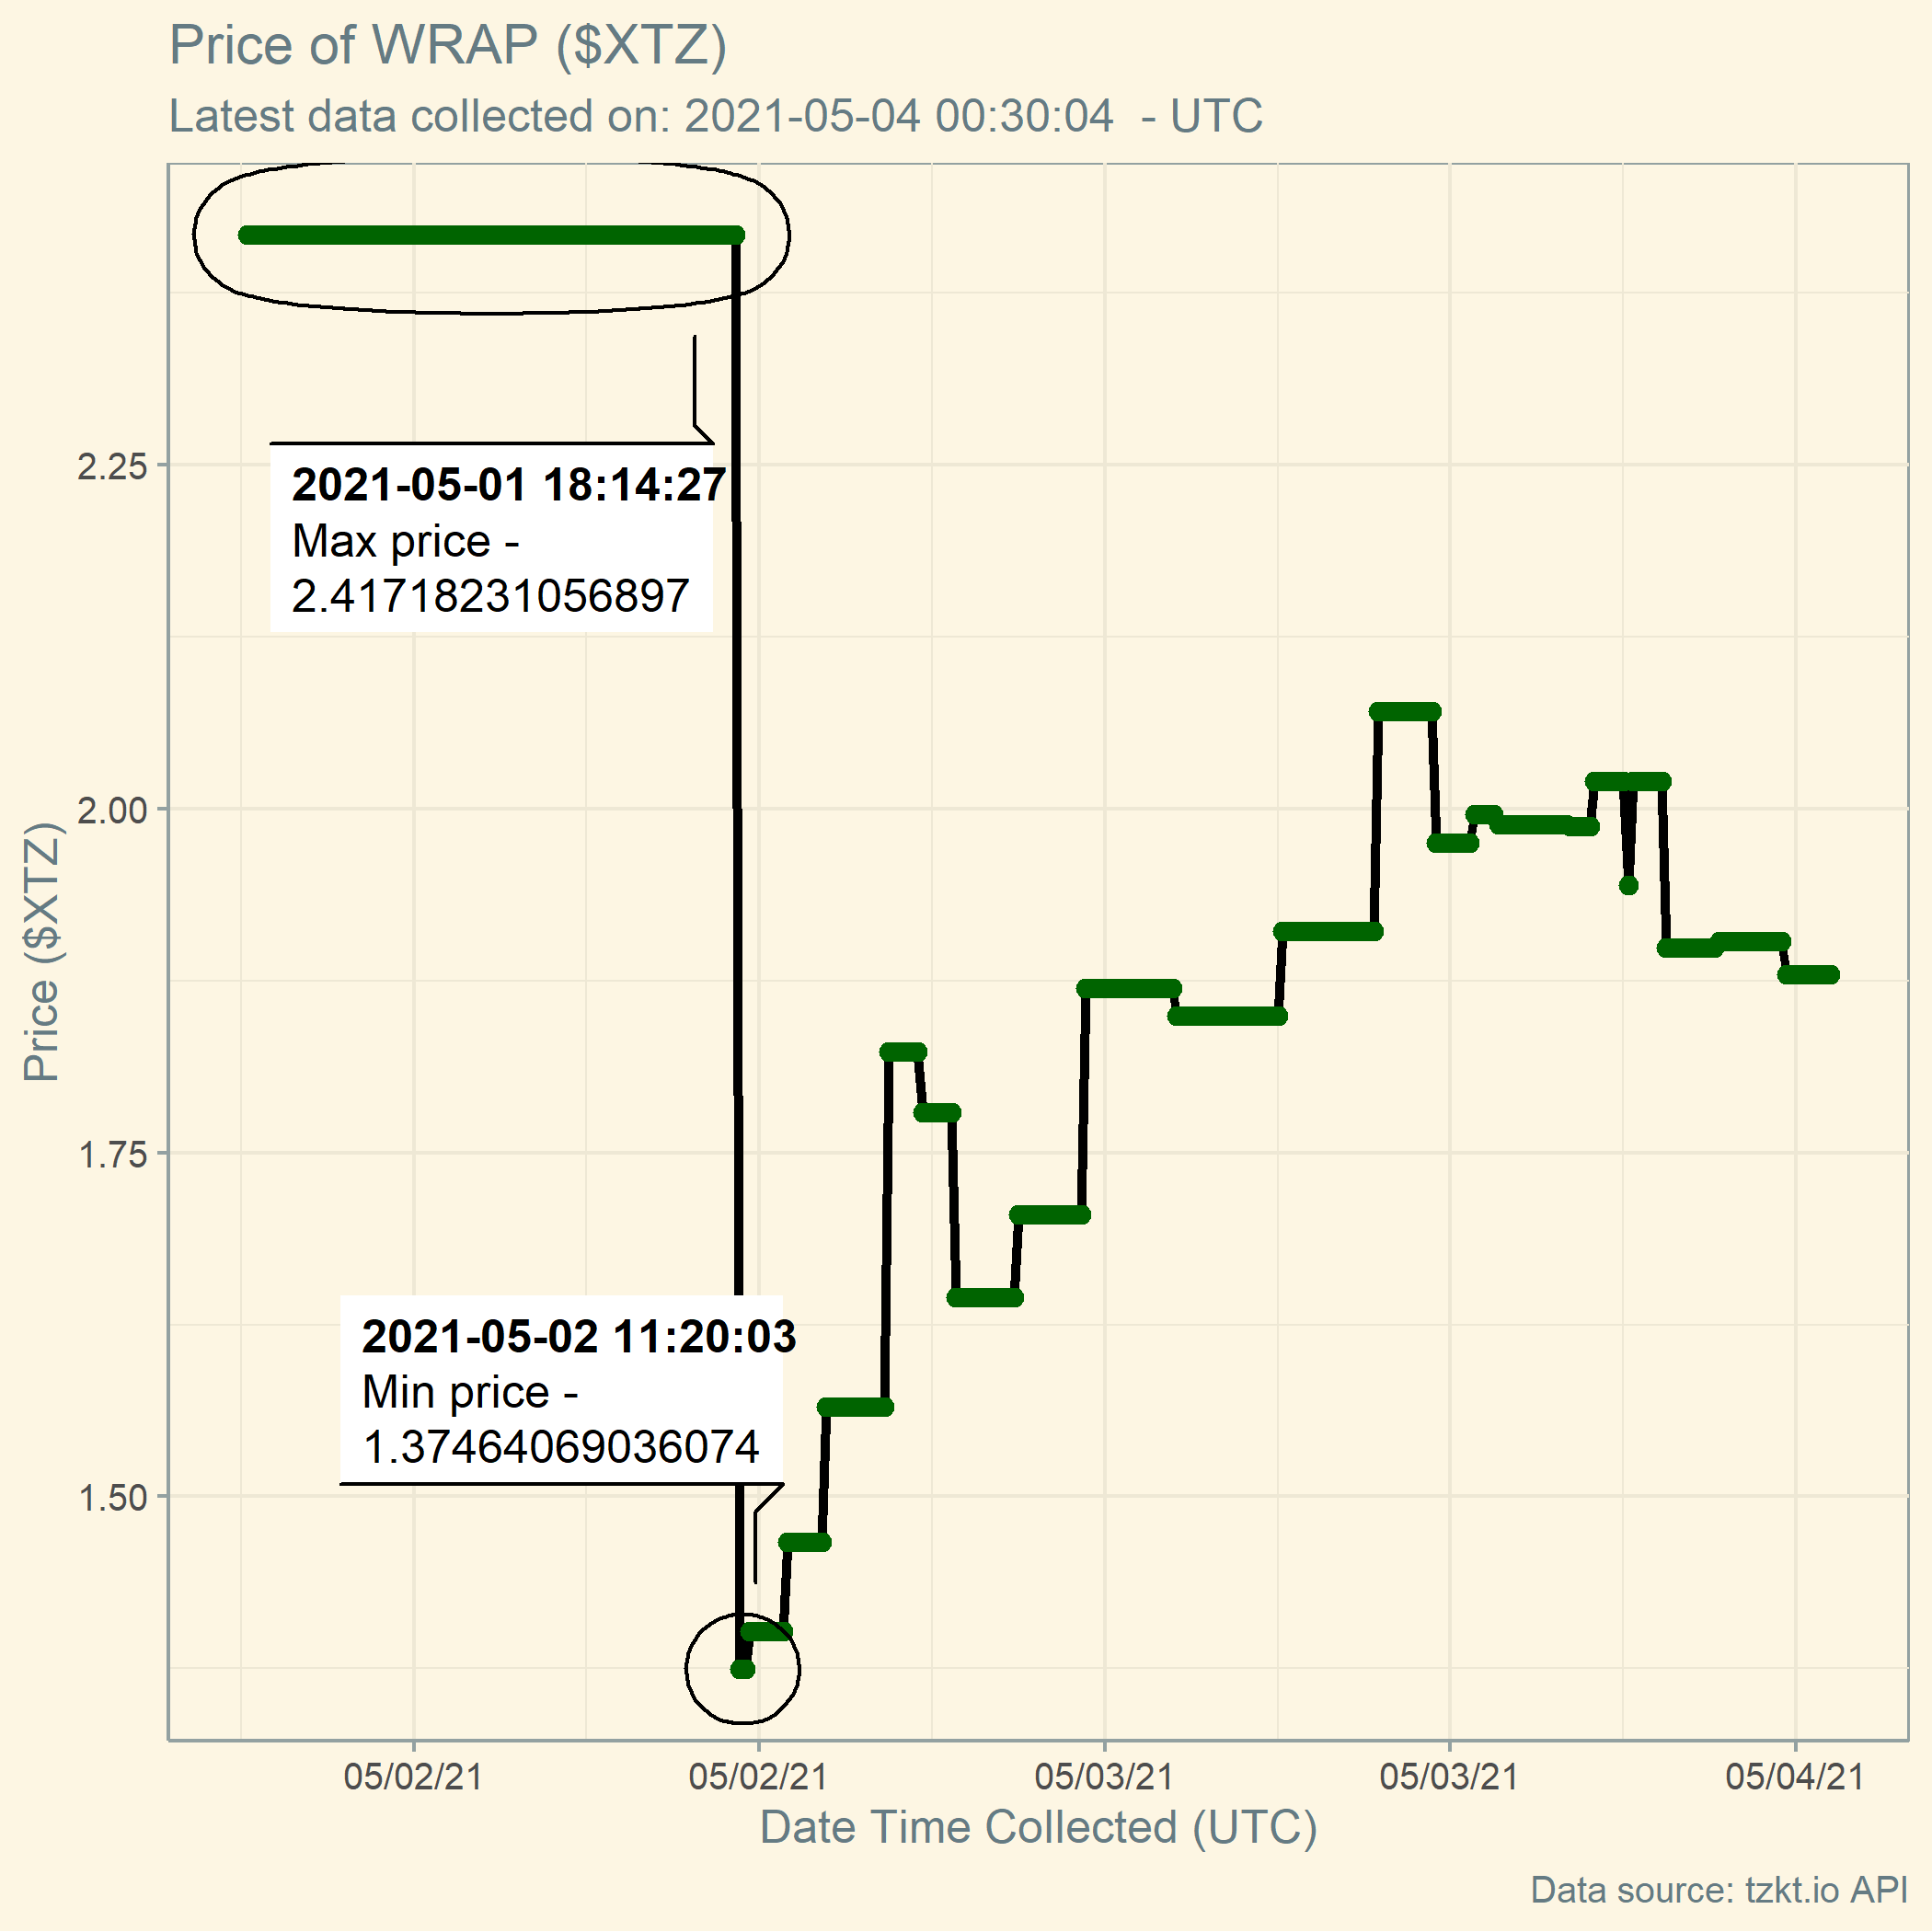 Price of WRAP ($XTZ)
Latest data collected on: 2021-05-04 00:30:04  - UTC
2021-05-01 18:14:27
Max price -
2.41718231056897
2021-05-02 11:20:03
Min price -
1.37464069036074
Price ($XTZ)
2.25
2.00
1.75
1.50
05/02/21 05/02/21 05/03/21 05/03/21 05/04/21
Date Time Collected (UTC)
Data source: tzkt.io API